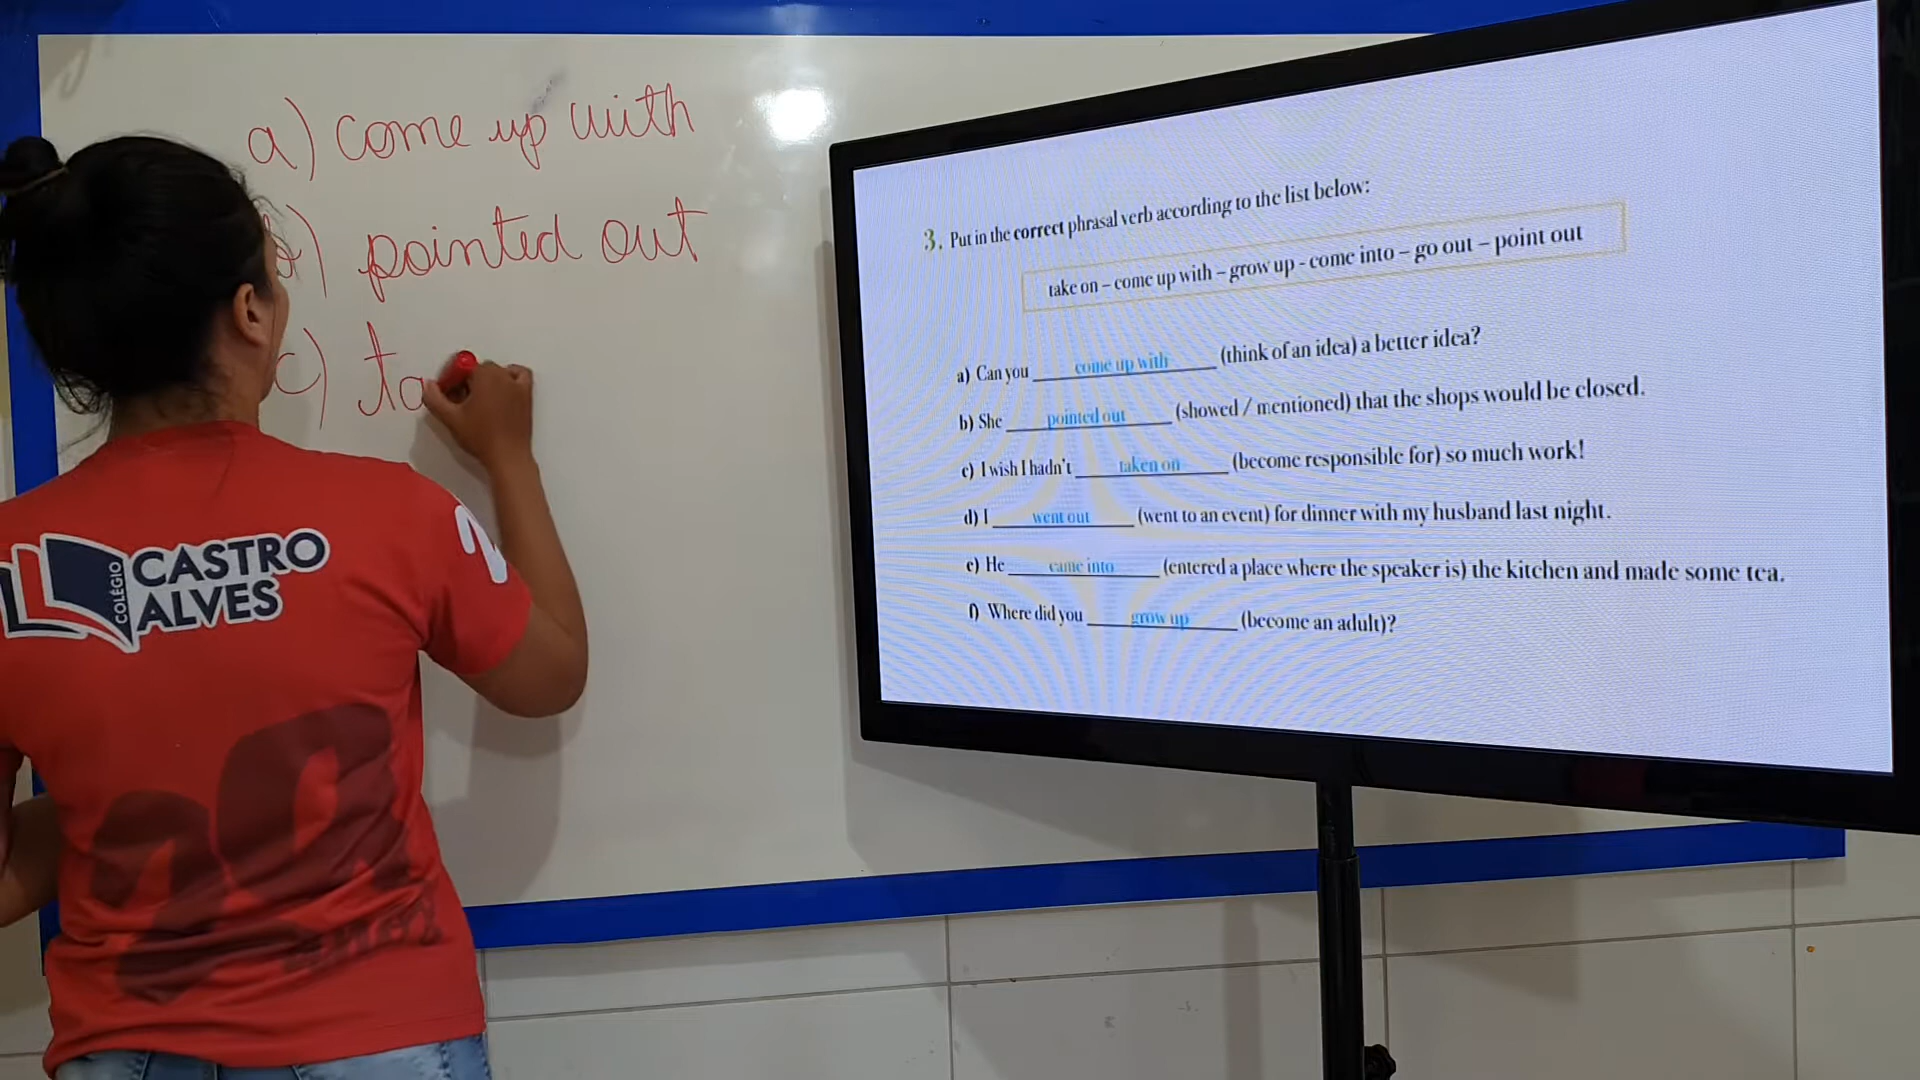 a) come up with
b) pointed out
c) ta
COLÉGIO
CASTRO
ALVES
3. Put in the correct phrasal verb according to the list below:
take on – come up with – grow up - come into – go out – point out
a) Can you come up with (think of an idea) a better idea?
b) She pointed out (showed / mentioned) that the shops would be closed.
c) I wish I hadn't taken on (become responsible for) so much work!
d) I went out (went to an event) for dinner with my husband last night.
e) He came into (entered a place where the speaker is) the kitchen and made some tea.
f) Where did you grow up (become an adult)?